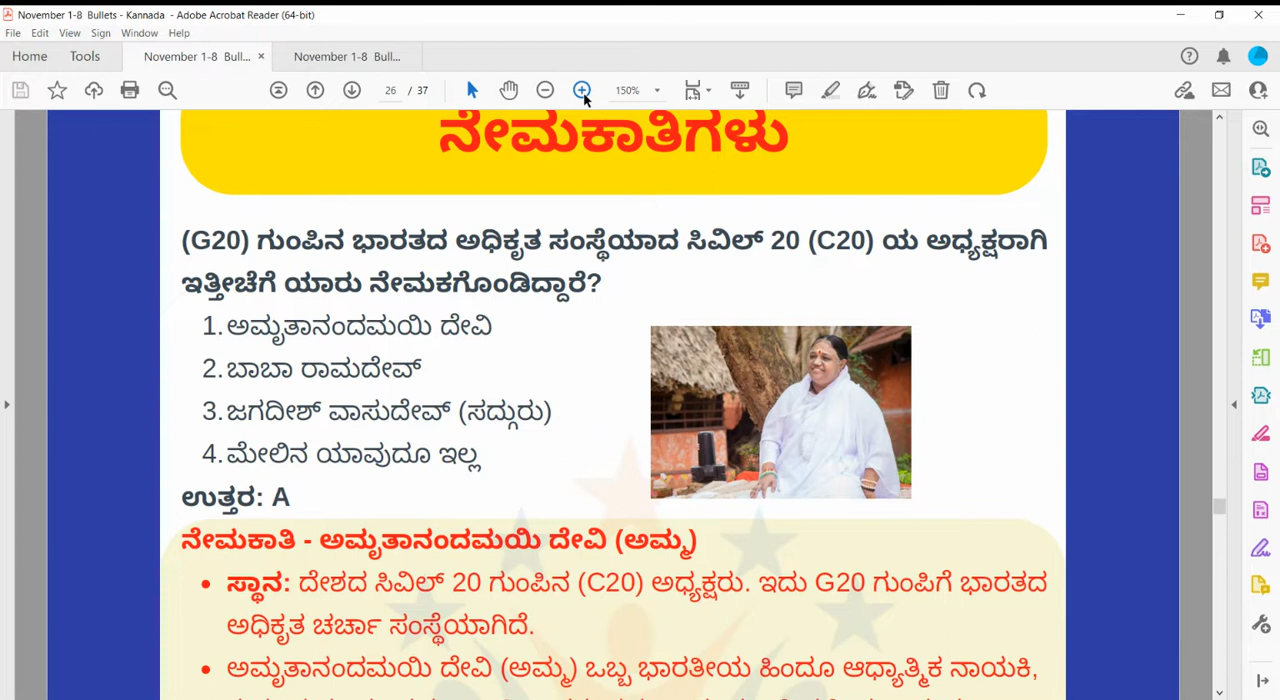 November 1-8  Bullets - Kannada  - Adobe Acrobat Reader (64-bit)
File Edit View Sign Window Help
Home Tools November 1-8  Bull... × November 1-8  Bull...
26 / 37 150%
ನೇಮಕಾತಿಗಳು
(G20) ಗುಂಪಿನ ಭಾರತದ ಅಧಿಕೃತ ಸಂಸ್ಥೆಯಾದ ಸಿವಿಲ್ 20 (C20) ಯ ಅಧ್ಯಕ್ಷರಾಗಿ
ಇತ್ತೀಚೆಗೆ ಯಾರು ನೇಮಕಗೊಂಡಿದ್ದಾರೆ?
1. ಅಮೃತಾನಂದಮಯಿ ದೇವಿ
2. ಬಾಬಾ ರಾಮದೇವ್
3. ಜಗದೀಶ್ ವಾಸುದೇವ್ (ಸದ್ಗುರು)
4. ಮೇಲಿನ ಯಾವುದೂ ಇಲ್ಲ
ಉತ್ತರ: A
ನೇಮಕಾತಿ - ಅಮೃತಾನಂದಮಯಿ ದೇವಿ (ಅಮ್ಮ)
• ಸ್ಥಾನ: ದೇಶದ ಸಿವಿಲ್ 20 ಗುಂಪಿನ (C20) ಅಧ್ಯಕ್ಷರು. ಇದು G20 ಗುಂಪಿಗೆ ಭಾರತದ
ಅಧಿಕೃತ ಚರ್ಚಾ ಸಂಸ್ಥೆಯಾಗಿದೆ.
• ಅಮೃತಾನಂದಮಯಿ ದೇವಿ (ಅಮ್ಮ) ಒಬ್ಬ ಭಾರತೀಯ ಹಿಂದೂ ಆಧ್ಯಾತ್ಮಿಕ ನಾಯಕಿ,